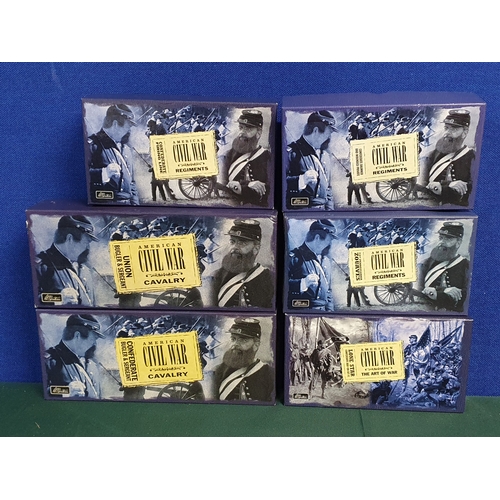 AMERICAN
CIVIL WAR
REGIMENTS
AMERICAN
CIVIL WAR
REGIMENTS
UNION
BUGLER & SERGEANT
AMERICAN
CIVIL WAR
CAVALRY
ZOUAVES
AMERICAN
CIVIL WAR
REGIMENTS
CONFEDERATE
BUGLER & SERGEANT
AMERICAN
CIVIL WAR
CAVALRY
LONE STAR
AMERICAN
CIVIL WAR
THE ART OF WAR